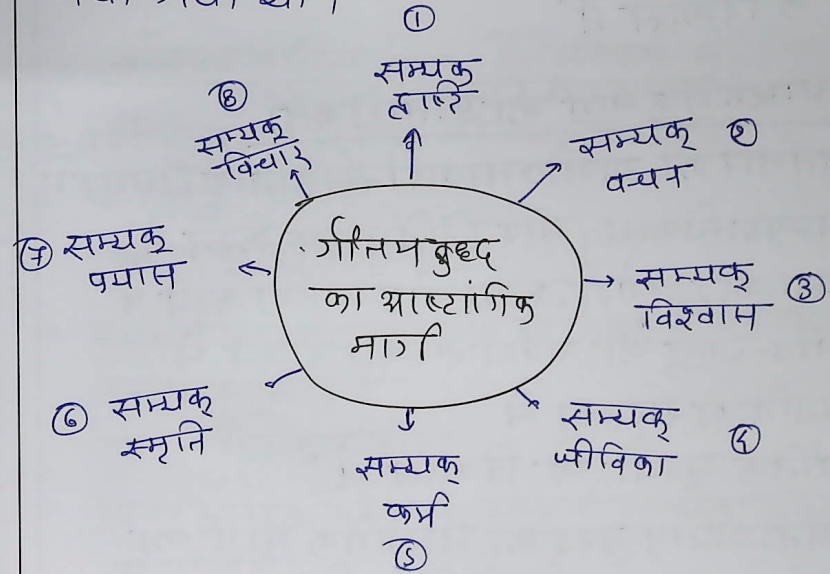 ①
सम्यक्
दृष्टि
सम्यक् ②
वचन
सम्यक् ③
विश्वास
सम्यक् ④
जीविका
सम्यक्
कर्म
⑤
⑥ सम्यक्
स्मृति
⑦ सम्यक्
प्रयास
⑧
सम्यक्
विचार
गौतम बुद्ध
का आष्टांगिक
मार्ग